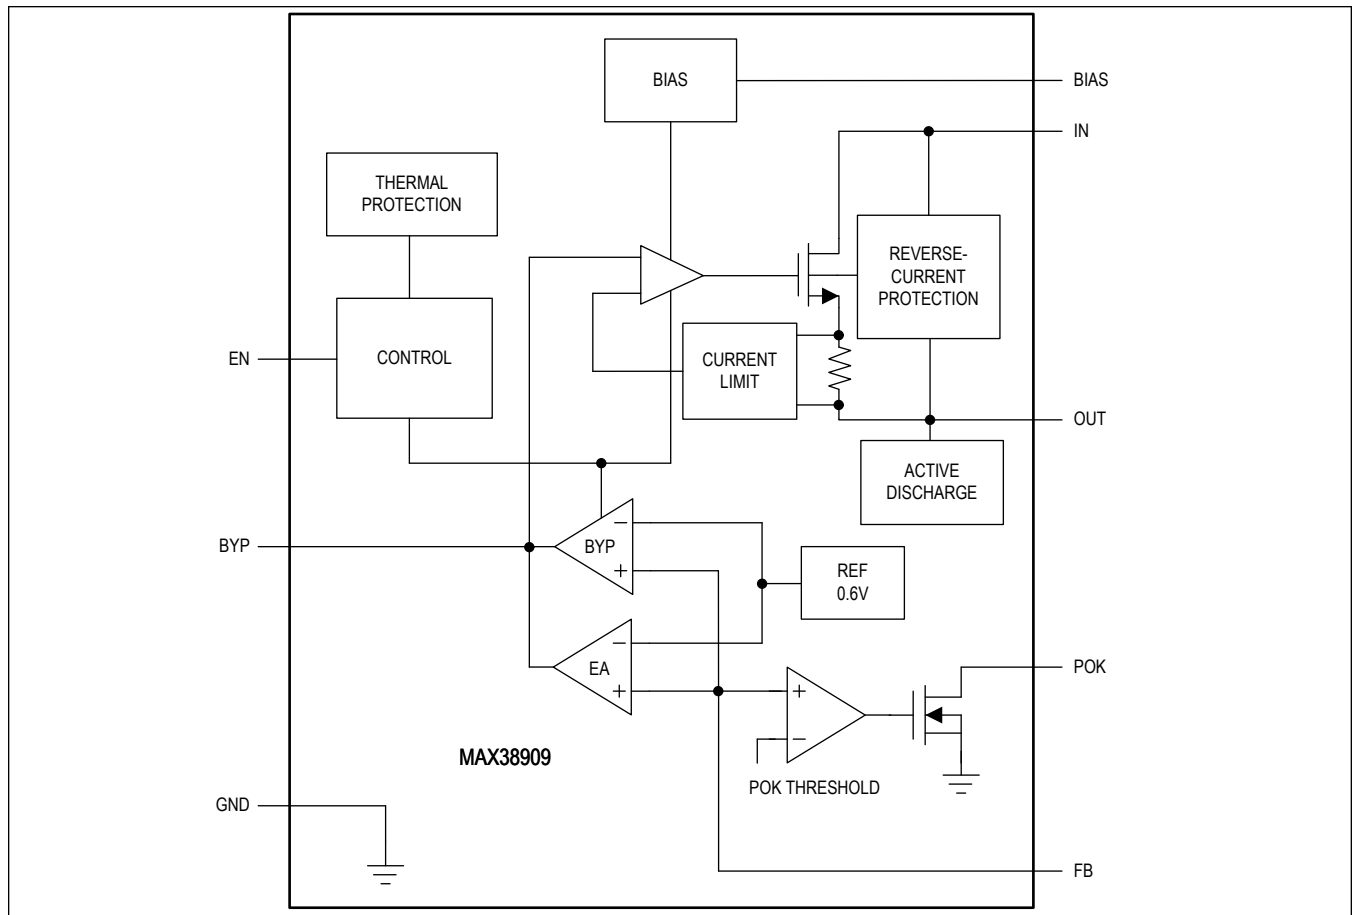 BIAS
BIAS
IN
THERMAL
PROTECTION
REVERSE-
CURRENT
PROTECTION
EN
CONTROL
CURRENT
LIMIT
OUT
ACTIVE
DISCHARGE
BYP
−
BYP
+
REF
0.6V
−
EA
+
+
−
POK
MAX38909
POK THRESHOLD
GND
FB